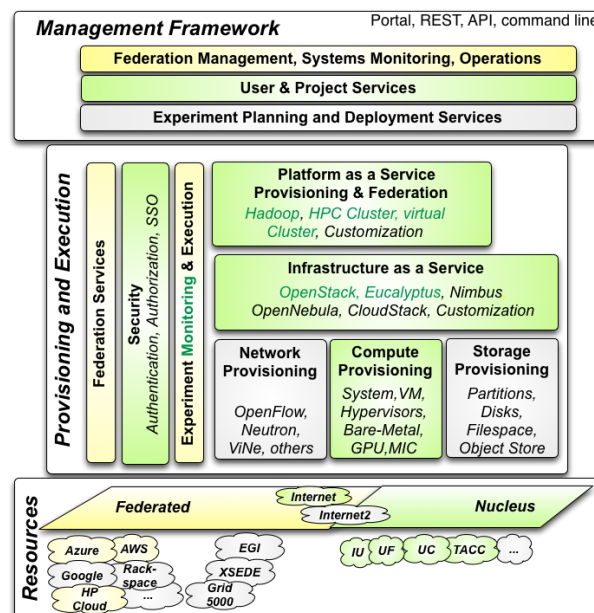 Management Framework
Portal, REST, API, command line
Federation Management, Systems Monitoring, Operations
User & Project Services
Experiment Planning and Deployment Services
Provisioning and Execution
Federation Services
Security
Authentication, Authorization, SSO
Experiment Monitoring & Execution
Platform as a Service
Provisioning & Federation
Hadoop, HPC Cluster, virtual
Cluster, Customization
Infrastructure as a Service
OpenStack, Eucalyptus, Nimbus
OpenNebula, CloudStack, Customization
Network
Provisioning
OpenFlow,
Neutron,
ViNe, others
Compute
Provisioning
System,VM,
Hypervisors,
Bare-Metal,
GPU,MIC
Storage
Provisioning
Partitions,
Disks,
Filespace,
Object Store
Resources
Federated
Internet
Internet2
Nucleus
Azure
AWS
Google
Rack-
space
HP
Cloud
...
EGI
XSEDE
Grid
5000
IU
UF
UC
TACC
...